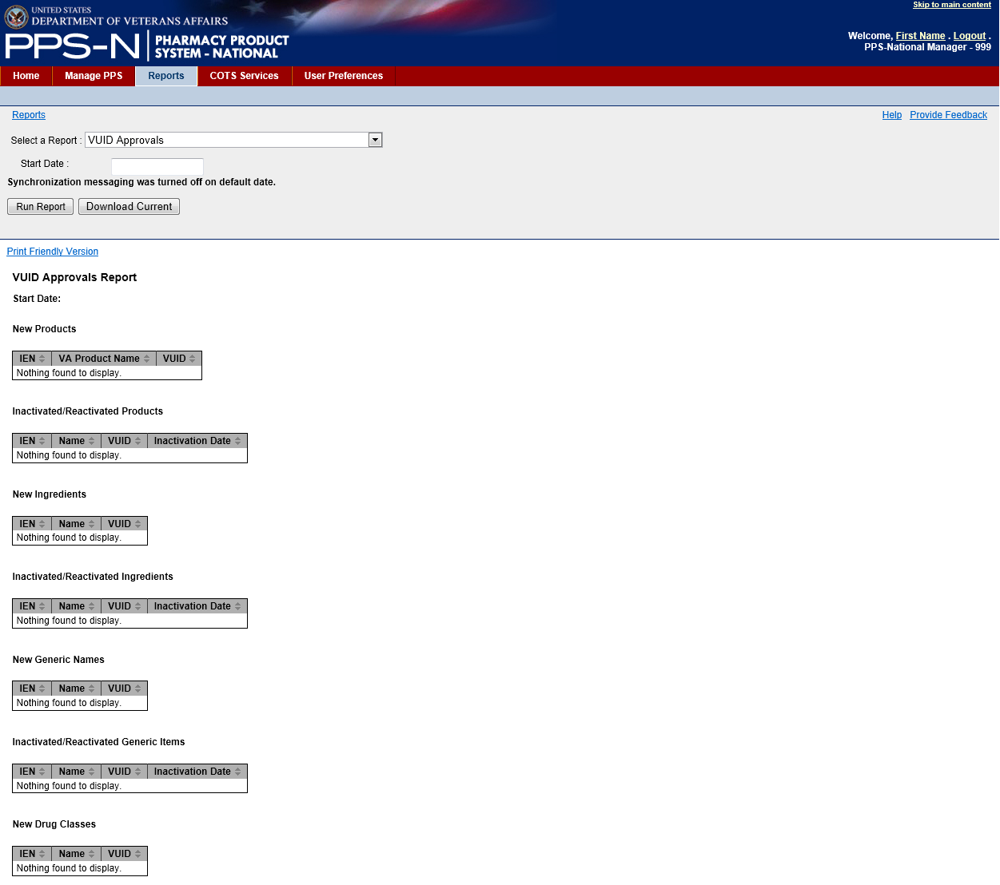 Skip to main content
UNITED STATES
DEPARTMENT OF VETERANS AFFAIRS
PPS-N | PHARMACY PRODUCT
SYSTEM - NATIONAL
Welcome, First Name . Logout .
PPS-National Manager - 999
Home Manage PPS Reports COTS Services User Preferences
Reports Help Provide Feedback
Select a Report : VUID Approvals
Start Date :
Synchronization messaging was turned off on default date.
Run Report Download Current
Print Friendly Version
VUID Approvals Report
Start Date:
New Products
IEN VA Product Name VUID
Nothing found to display.
Inactivated/Reactivated Products
IEN Name VUID Inactivation Date
Nothing found to display.
New Ingredients
IEN Name VUID
Nothing found to display.
Inactivated/Reactivated Ingredients
IEN Name VUID Inactivation Date
Nothing found to display.
New Generic Names
IEN Name VUID
Nothing found to display.
Inactivated/Reactivated Generic Items
IEN Name VUID Inactivation Date
Nothing found to display.
New Drug Classes
IEN Name VUID
Nothing found to display.